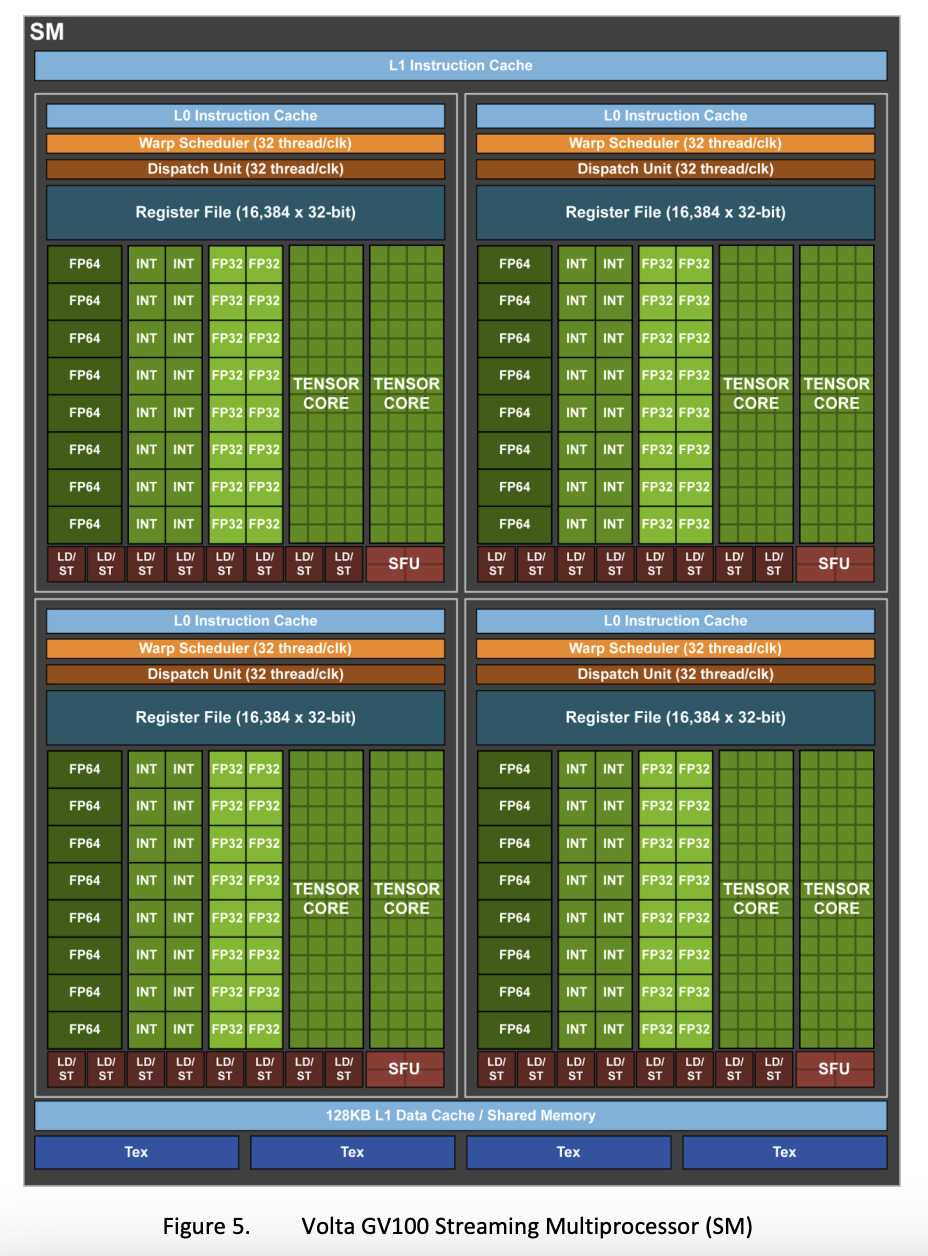 SM
L1 Instruction Cache
L0 Instruction Cache
Warp Scheduler (32 thread/clk)
Dispatch Unit (32 thread/clk)
Register File (16,384 x 32-bit)
FP64 INT INT FP32 FP32
FP64 INT INT FP32 FP32
FP64 INT INT FP32 FP32
FP64 INT INT FP32 FP32
TENSOR CORE TENSOR CORE
FP64 INT INT FP32 FP32
FP64 INT INT FP32 FP32
FP64 INT INT FP32 FP32
FP64 INT INT FP32 FP32
LD/ST LD/ST LD/ST LD/ST LD/ST LD/ST LD/ST LD/ST SFU
L0 Instruction Cache
Warp Scheduler (32 thread/clk)
Dispatch Unit (32 thread/clk)
Register File (16,384 x 32-bit)
FP64 INT INT FP32 FP32
FP64 INT INT FP32 FP32
FP64 INT INT FP32 FP32
FP64 INT INT FP32 FP32
TENSOR CORE TENSOR CORE
FP64 INT INT FP32 FP32
FP64 INT INT FP32 FP32
FP64 INT INT FP32 FP32
FP64 INT INT FP32 FP32
LD/ST LD/ST LD/ST LD/ST LD/ST LD/ST LD/ST LD/ST SFU
L0 Instruction Cache
Warp Scheduler (32 thread/clk)
Dispatch Unit (32 thread/clk)
Register File (16,384 x 32-bit)
FP64 INT INT FP32 FP32
FP64 INT INT FP32 FP32
FP64 INT INT FP32 FP32
FP64 INT INT FP32 FP32
TENSOR CORE TENSOR CORE
FP64 INT INT FP32 FP32
FP64 INT INT FP32 FP32
FP64 INT INT FP32 FP32
FP64 INT INT FP32 FP32
LD/ST LD/ST LD/ST LD/ST LD/ST LD/ST LD/ST LD/ST SFU
L0 Instruction Cache
Warp Scheduler (32 thread/clk)
Dispatch Unit (32 thread/clk)
Register File (16,384 x 32-bit)
FP64 INT INT FP32 FP32
FP64 INT INT FP32 FP32
FP64 INT INT FP32 FP32
FP64 INT INT FP32 FP32
TENSOR CORE TENSOR CORE
FP64 INT INT FP32 FP32
FP64 INT INT FP32 FP32
FP64 INT INT FP32 FP32
FP64 INT INT FP32 FP32
LD/ST LD/ST LD/ST LD/ST LD/ST LD/ST LD/ST LD/ST SFU
128KB L1 Data Cache / Shared Memory
Tex Tex Tex Tex
Figure 5. Volta GV100 Streaming Multiprocessor (SM)